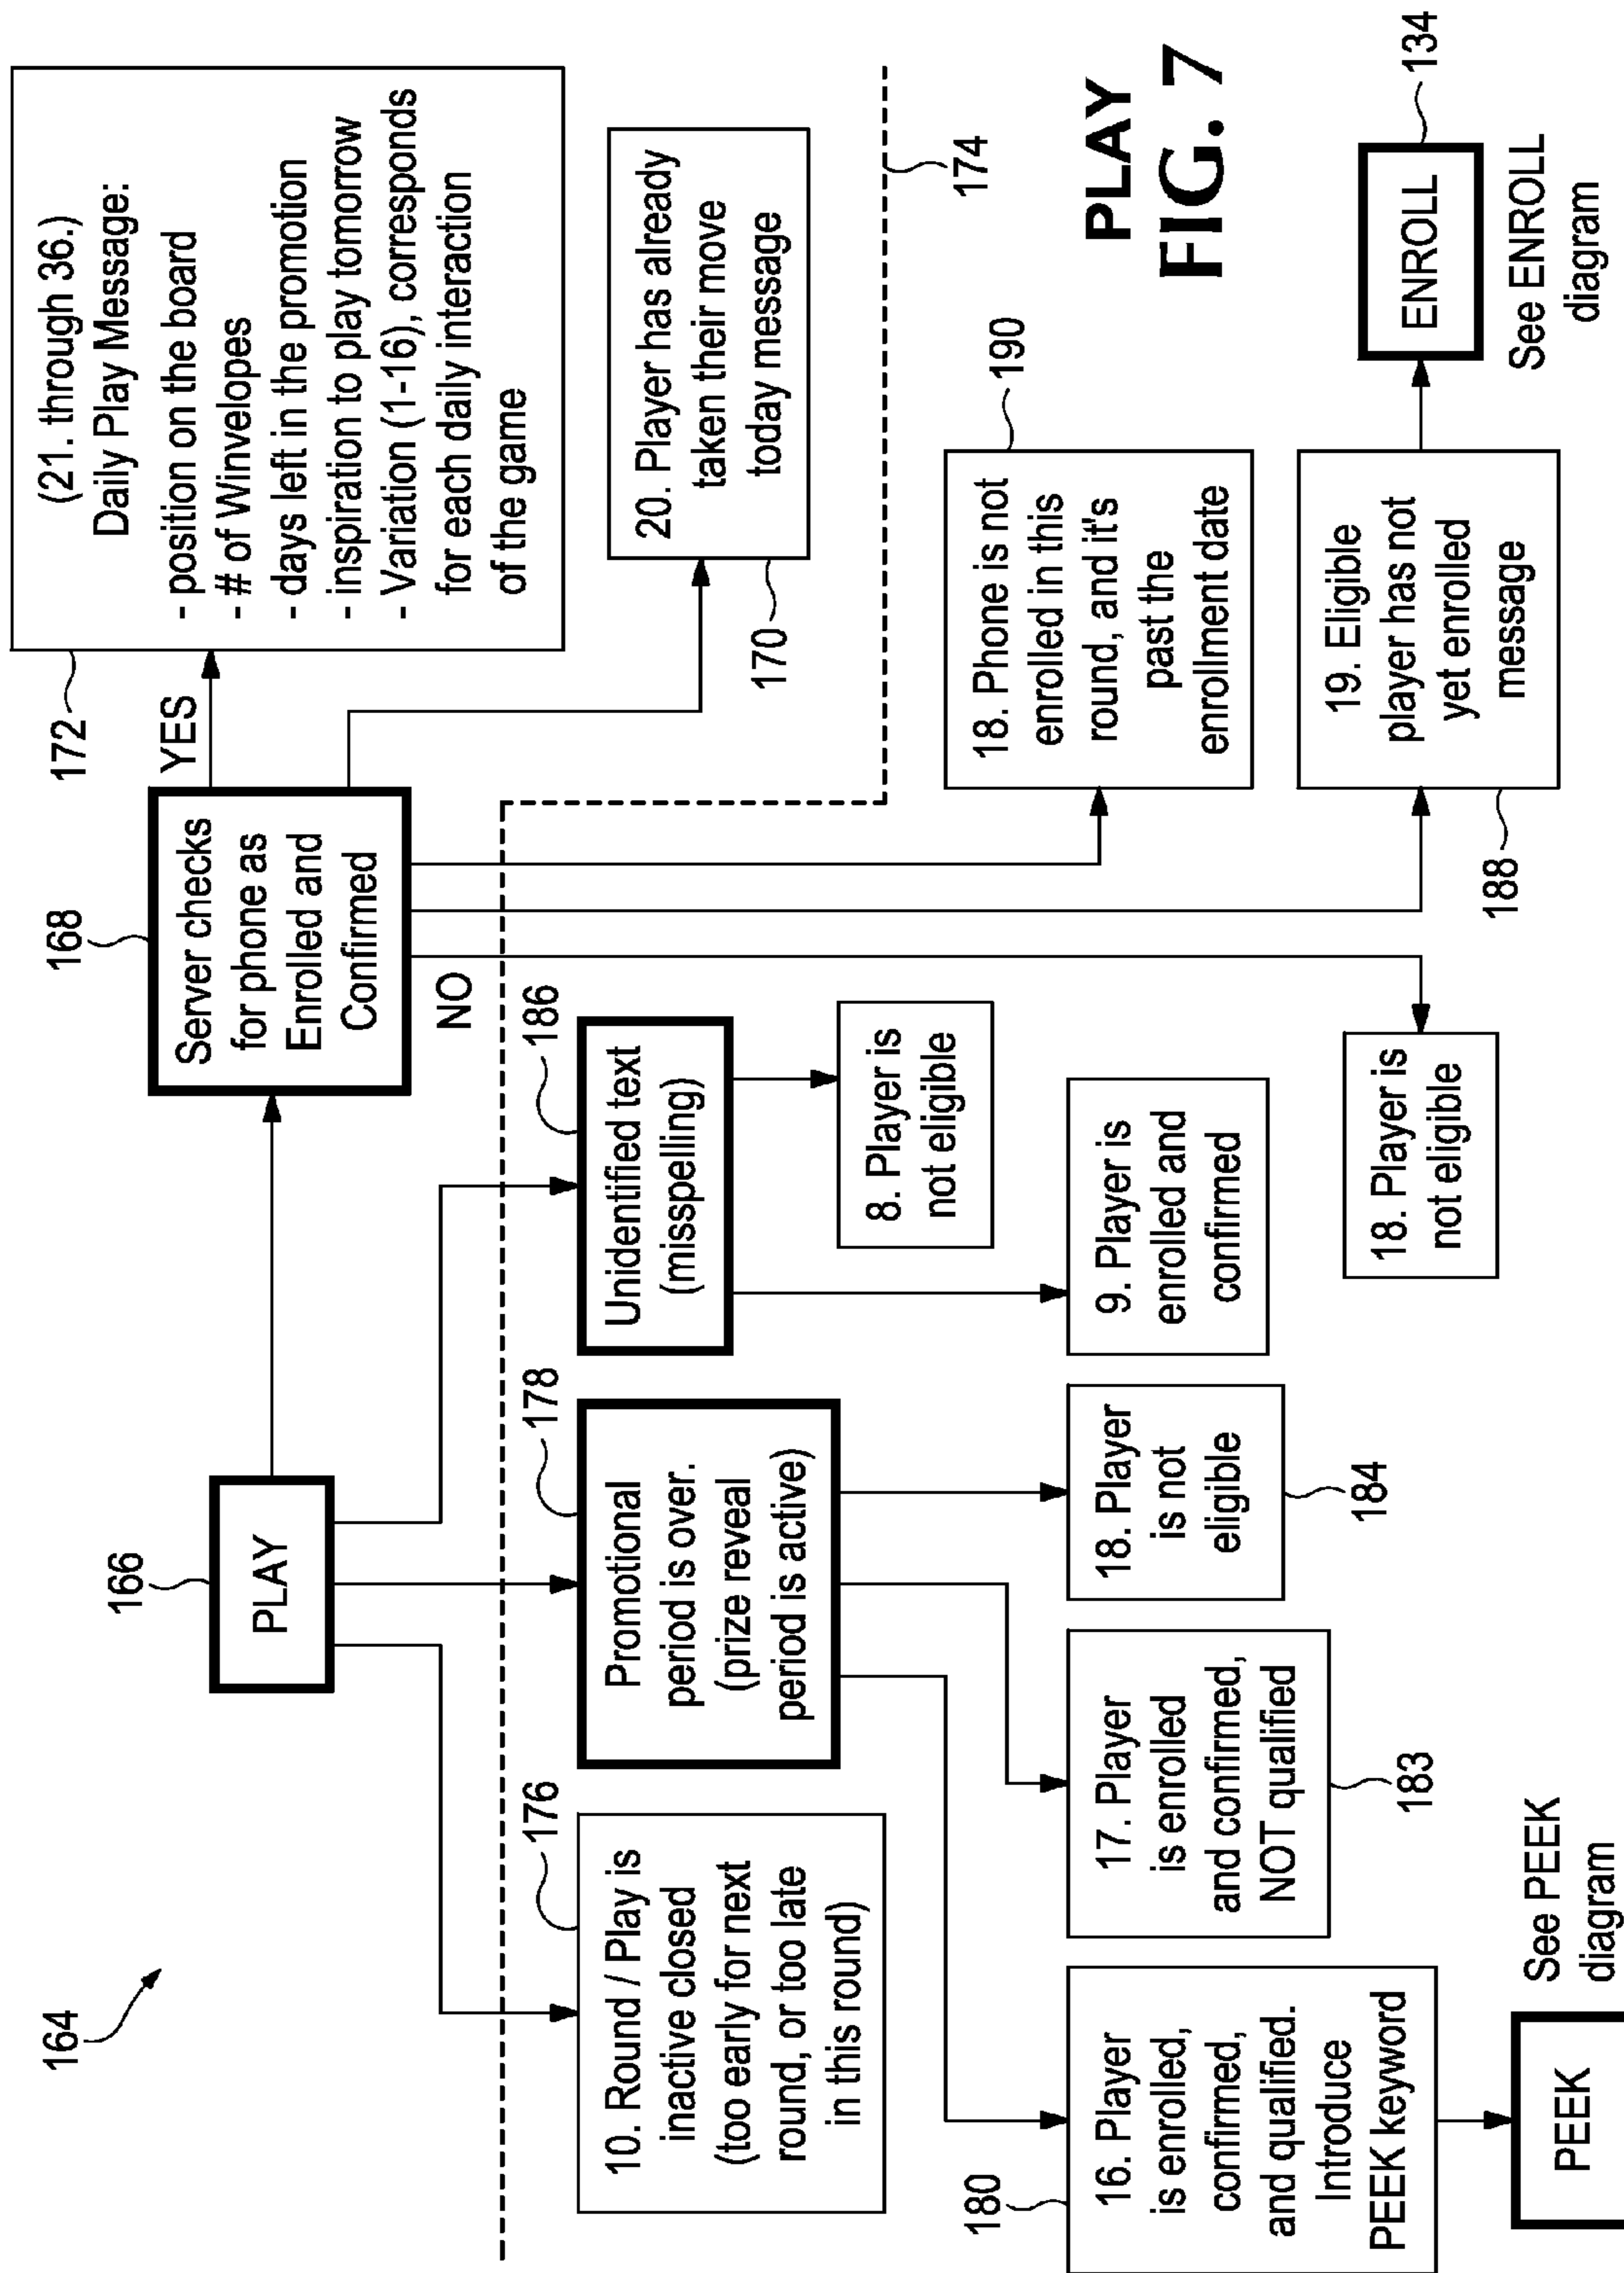 164
166
PLAY
168
Server checks
for phone as
Enrolled and
Confirmed
YES
NO
172
(21. through 36.)
Daily Play Message:
- position on the board
- # of Winvelopes
- days left in the promotion
- inspiration to play tomorrow
- Variation (1-16), corresponds
for each daily interaction
of the game
20. Player has already
taken their move
today message
170
174
176
10. Round / Play is
inactive closed
(too early for next
round, or too late
in this round)
178
Promotional
period is over.
(prize reveal
period is active)
186
Unidentified text
(misspelling)
8. Player is
not eligible
180
16. Player
is enrolled,
confirmed,
and qualified.
Introduce
PEEK keyword
17. Player
is enrolled
and confirmed,
NOT qualified
183
18. Player
is not
eligible
184
9. Player is
enrolled and
confirmed
18. Player is
not eligible
18. Phone is not
enrolled in this
round, and it's
past the
enrollment date
190
19. Eligible
player has not
yet enrolled
message
188
ENROLL
134
See ENROLL
diagram
PEEK
See PEEK
diagram
PLAY
FIG. 7